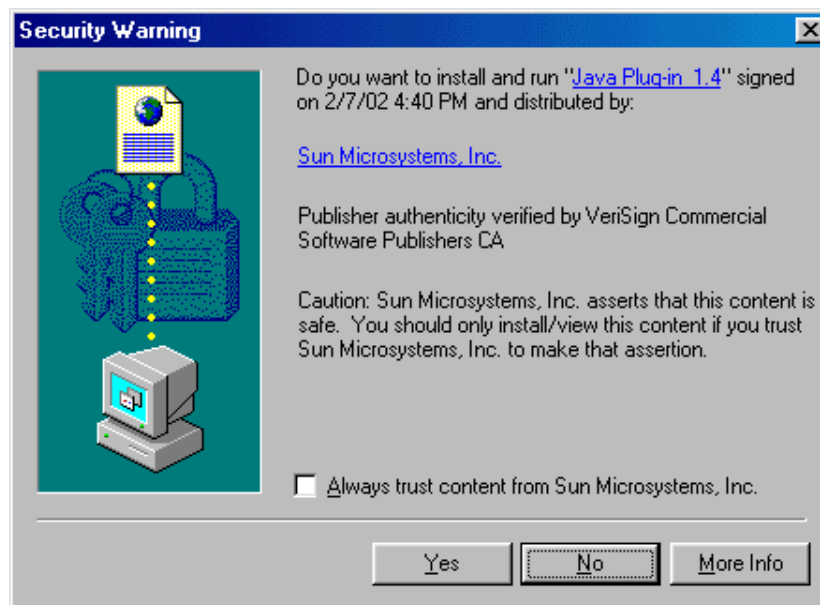 Security Warning
Do you want to install and run "Java Plug-in 1.4" signed
on 2/7/02 4:40 PM and distributed by:
Sun Microsystems, Inc.
Publisher authenticity verified by VeriSign Commercial
Software Publishers CA
Caution: Sun Microsystems, Inc. asserts that this content is
safe. You should only install/view this content if you trust
Sun Microsystems, Inc. to make that assertion.
Always trust content from Sun Microsystems, Inc.
Yes No More Info